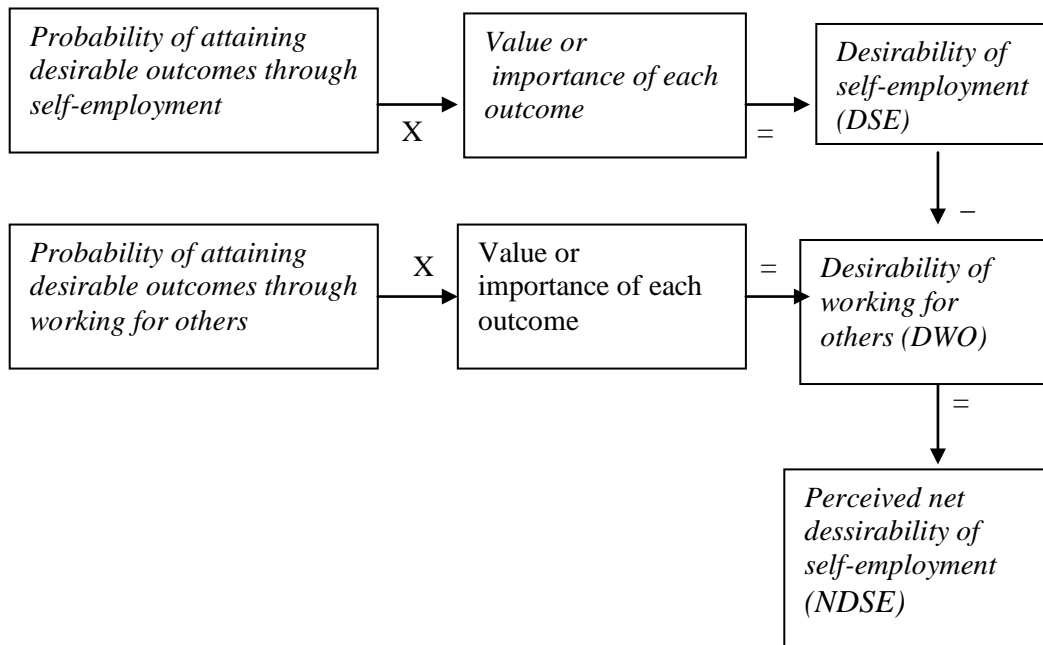 Probability of attaining
desirable outcomes through
self-employment
X
Value or
importance of each
outcome
=
Desirability of
self-employment
(DSE)
–
Probability of attaining
desirable outcomes through
working for others
X
Value or
importance of each
outcome
=
Desirability of
working for
others (DWO)
=
Perceived net
dessirability of
self-employment
(NDSE)